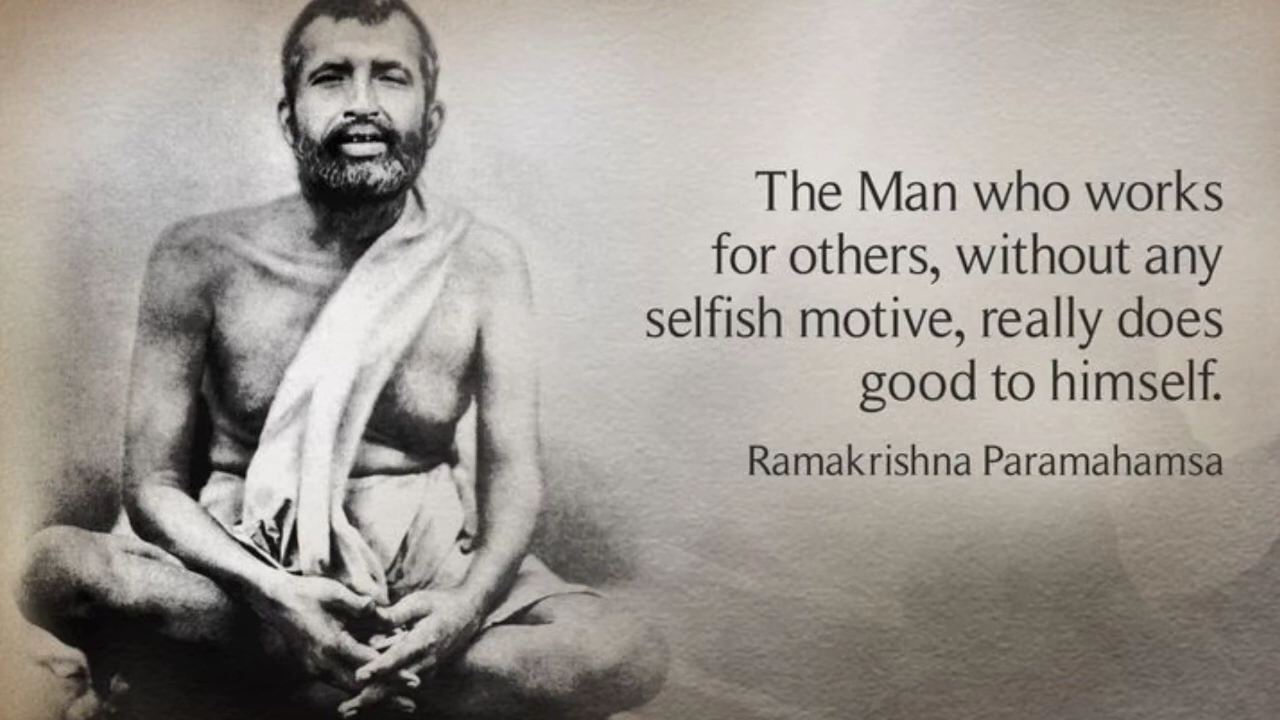 The Man who works
for others, without any
selfish motive, really does
good to himself.
Ramakrishna Paramahamsa